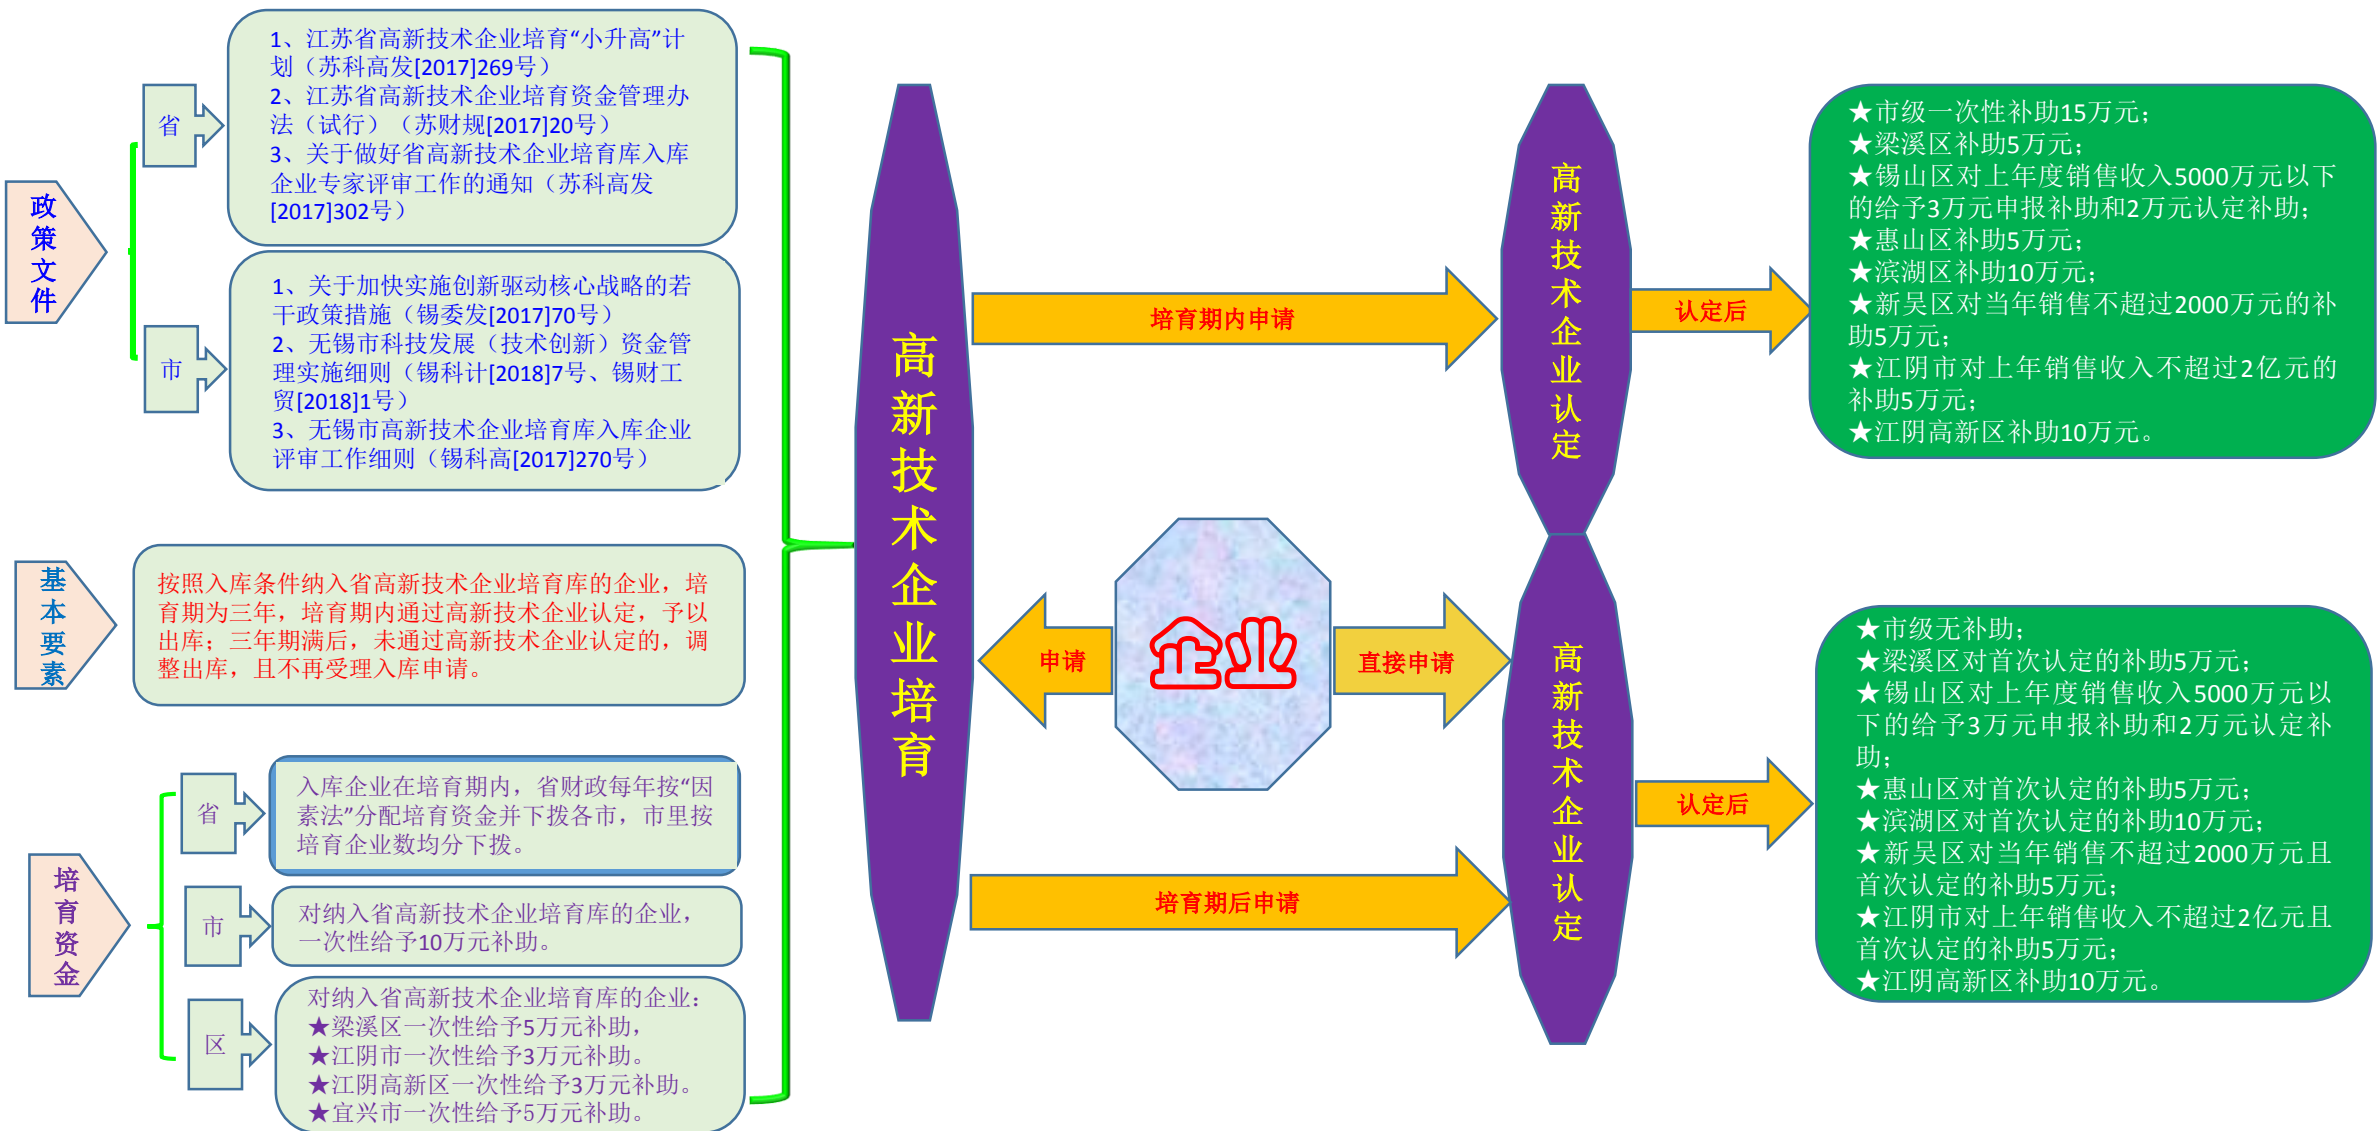 政策文件
省
1、江苏省高新技术企业培育“小升高”计
划（苏科高发[2017]269号）
2、江苏省高新技术企业培育资金管理办
法（试行）（苏财规[2017]20号）
3、关于做好省高新技术企业培育库入库
企业专家评审工作的通知（苏科高发
[2017]302号）
市
1、关于加快实施创新驱动核心战略的若
干政策措施（锡委发[2017]70号）
2、无锡市科技发展（技术创新）资金管
理实施细则（锡科计[2018]7号、锡财工
贸[2018]1号）
3、无锡市高新技术企业培育库入库企业
评审工作细则（锡科高[2017]270号）
基本要素
按照入库条件纳入省高新技术企业培育库的企业，培
育期为三年，培育期内通过高新技术企业认定，予以
出库；三年期满后，未通过高新技术企业认定的，调
整出库，且不再受理入库申请。
培育资金
省
入库企业在培育期内，省财政每年按“因
素法”分配培育资金并下拨各市，市里按
培育企业数均分下拨。
市
对纳入省高新技术企业培育库的企业，
一次性给予10万元补助。
区
对纳入省高新技术企业培育库的企业：
★梁溪区一次性给予5万元补助，
★江阴市一次性给予3万元补助。
★江阴高新区一次性给予3万元补助。
★宜兴市一次性给予5万元补助。
高新技术企业培育
培育期内申请
申请
企业
直接申请
培育期后申请
高新技术企业认定
高新技术企业认定
认定后
★市级一次性补助15万元；
★梁溪区补助5万元；
★锡山区对上年度销售收入5000万元以下
的给予3万元申报补助和2万元认定补助；
★惠山区补助5万元；
★滨湖区补助10万元；
★新吴区对当年销售不超过2000万元的补
助5万元；
★江阴市对上年销售收入不超过2亿元的
补助5万元；
★江阴高新区补助10万元。
认定后
★市级无补助；
★梁溪区对首次认定的补助5万元；
★锡山区对上年度销售收入5000万元以
下的给予3万元申报补助和2万元认定补
助；
★惠山区对首次认定的补助5万元；
★滨湖区对首次认定的补助10万元；
★新吴区对当年销售不超过2000万元且
首次认定的补助5万元；
★江阴市对上年销售收入不超过2亿元且
首次认定的补助5万元；
★江阴高新区补助10万元。